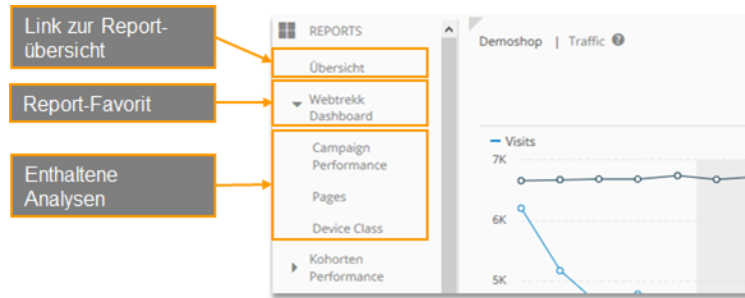 Link zur Report-
übersicht
Report-Favorit
Enthaltene
Analysen
REPORTS
Übersicht
Webtrekk
Dashboard
Campaign
Performance
Pages
Device Class
Kohorten
Performance
Demoshop | Traffic ?
Visits
7K
6K
5K